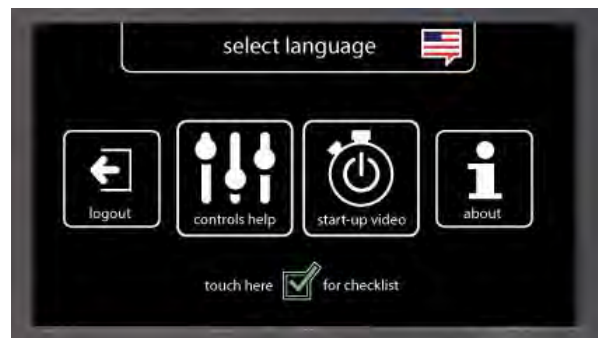 select language
logout
controls help
start-up video
about
touch here for checklist